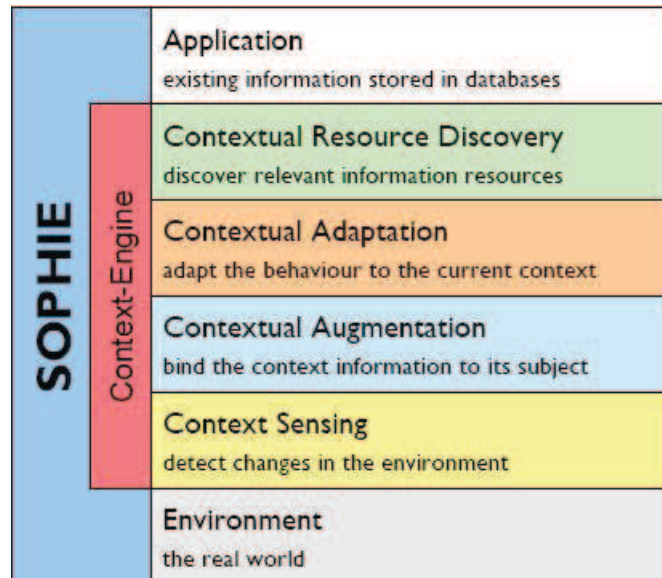 SOPHIE
Context-Engine
Application
existing information stored in databases
Contextual Resource Discovery
discover relevant information resources
Contextual Adaptation
adapt the behaviour to the current context
Contextual Augmentation
bind the context information to its subject
Context Sensing
detect changes in the environment
Environment
the real world